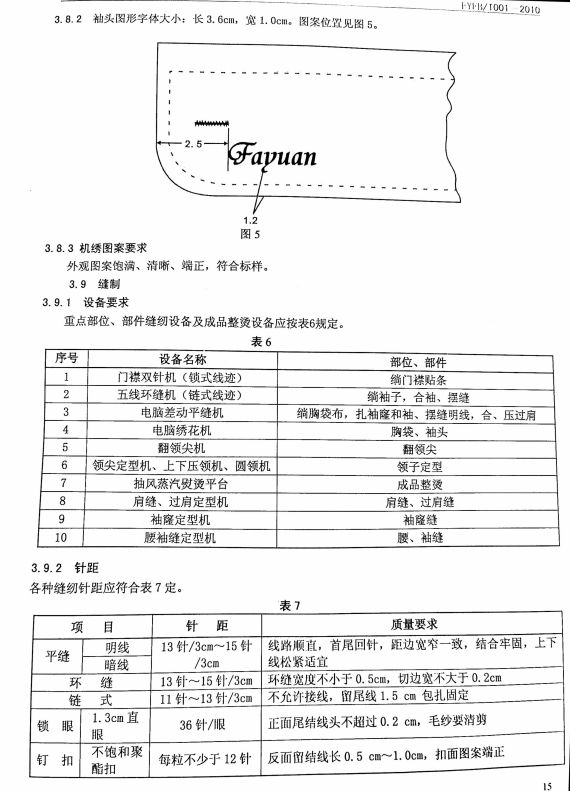 FYFB/T001—2010
3.8.2 袖头图形字体大小：长3.6cm，宽1.0cm。图案位置见图5。
2.5
Fayuan
1.2
图5
3.8.3 机绣图案要求
外观图案饱满、清晰、端正，符合标样。
3.9 缝制
3.9.1 设备要求
重点部位、部件缝纫设备及成品整烫设备应按表6规定。
表6
序号 设备名称 部位、部件
1 门襟双针机（锁式线迹） 绱门襟贴条
2 五线环缝机（链式线迹） 绱袖子，合袖、摆缝
3 电脑差动平缝机 绱胸袋布，扎袖窿和袖、摆缝明线，合、压过肩
4 电脑绣花机 胸袋、袖头
5 翻领尖机 翻领尖
6 领尖定型机、上下压领机、圆领机 领子定型
7 抽风蒸汽熨烫平台 成品整烫
8 肩缝、过肩定型机 肩缝、过肩缝
9 袖窿定型机 袖窿缝
10 腰袖缝定型机 腰、袖缝
3.9.2 针距
各种缝纫针距应符合表7定。
表7
项 目 针 距 质量要求
平缝 明线 13针/3cm～15针 线路顺直，首尾回针，距边宽窄一致，结合牢固，上下
暗线 /3cm 线松紧适宜
环 缝 13针～15针/3cm 环缝宽度不小于0.5cm，切边宽不大于0.2cm
链 式 11针～13针/3cm 不允许接线，留尾线1.5 cm 包扎固定
锁 眼 1.3cm直 36针/眼 正面尾结线头不超过0.2 cm，毛纱要清剪
眼
钉 扣 不饱和聚 每粒不少于12针 反面留结线长0.5 cm～1.0cm，扣面图案端正
酯扣
15